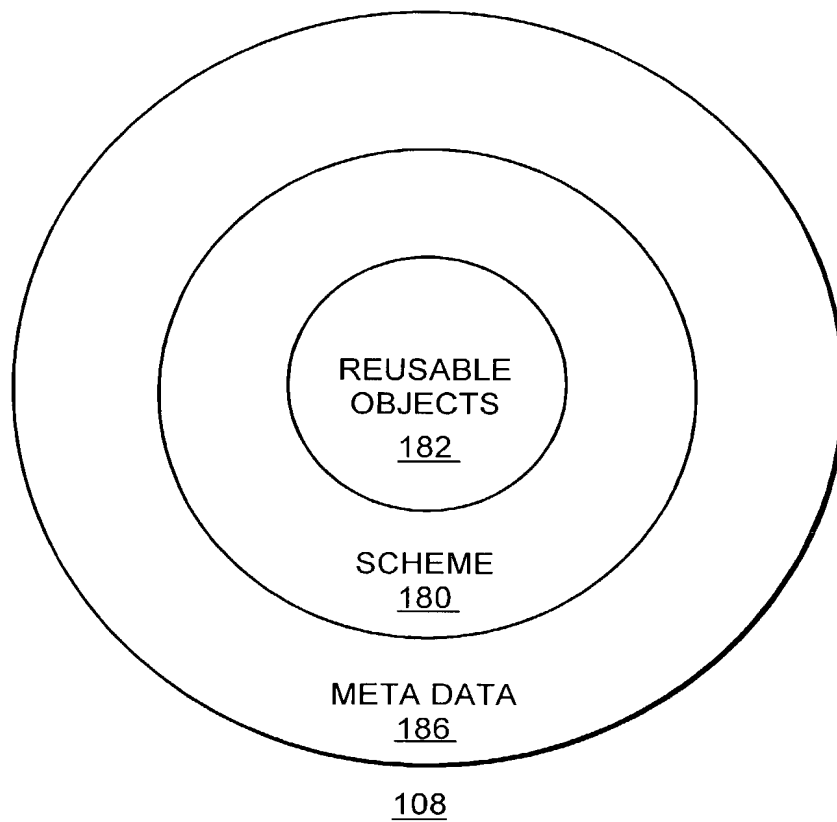 REUSABLE
OBJECTS
182
SCHEME
180
META DATA
186
108